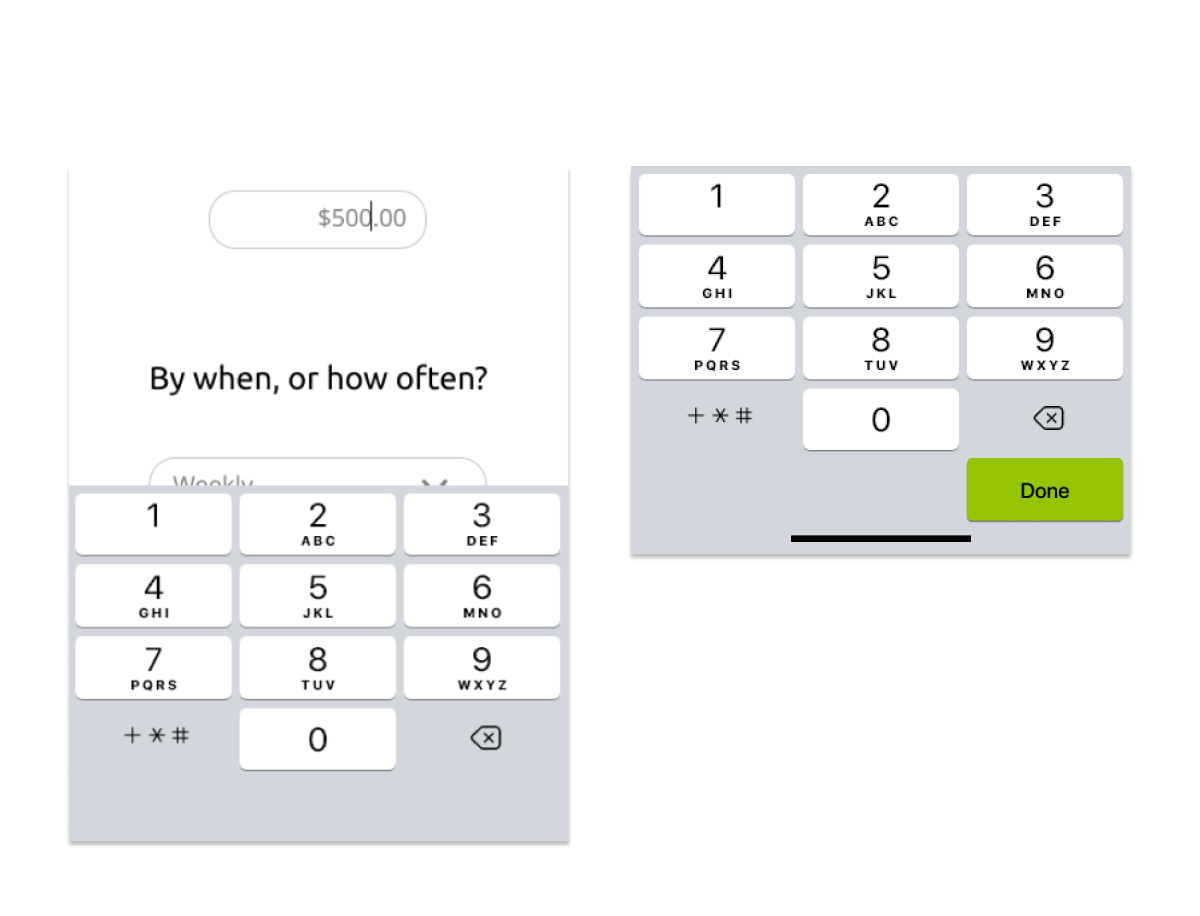 $500.00
By when, or how often?
Weekly
1 2 3
ABC DEF
4 5 6
GHI JKL MNO
7 8 9
PQRS TUV WXYZ
+ * # 0
1 2 3
ABC DEF
4 5 6
GHI JKL MNO
7 8 9
PQRS TUV WXYZ
+ * # 0
Done